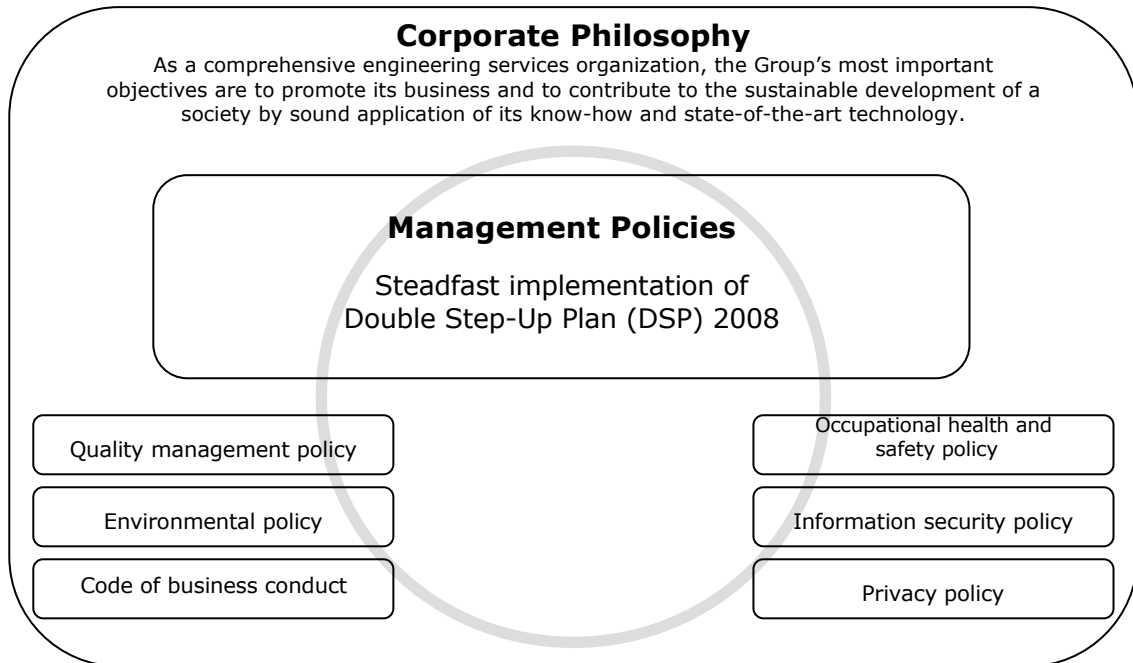 Corporate Philosophy
As a comprehensive engineering services organization, the Group's most important
objectives are to promote its business and to contribute to the sustainable development of a
society by sound application of its know-how and state-of-the-art technology.
Management Policies
Steadfast implementation of
Double Step-Up Plan (DSP) 2008
Quality management policy
Environmental policy
Code of business conduct
Occupational health and
safety policy
Information security policy
Privacy policy